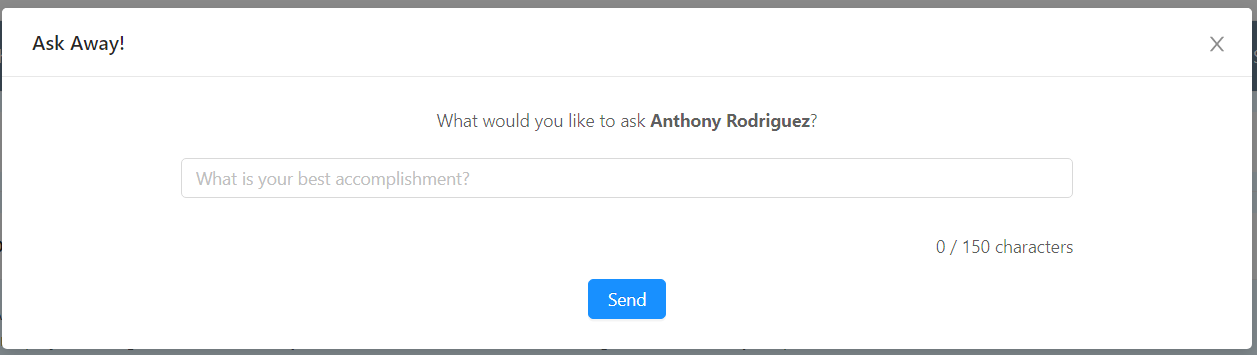 Ask Away!
What would you like to ask Anthony Rodriguez?
What is your best accomplishment?
0 / 150 characters
Send